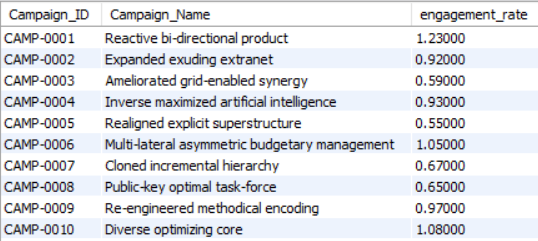 Campaign_ID Campaign_Name engagement_rate
CAMP-0001 Reactive bi-directional product 1.23000
CAMP-0002 Expanded exuding extranet 0.92000
CAMP-0003 Ameliorated grid-enabled synergy 0.59000
CAMP-0004 Inverse maximized artificial intelligence 0.93000
CAMP-0005 Realigned explicit superstructure 0.55000
CAMP-0006 Multi-lateral asymmetric budgetary management 1.05000
CAMP-0007 Cloned incremental hierarchy 0.67000
CAMP-0008 Public-key optimal task-force 0.65000
CAMP-0009 Re-engineered methodical encoding 0.97000
CAMP-0010 Diverse optimizing core 1.08000